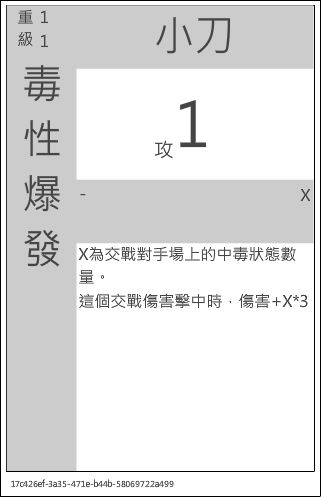 重 1
級 1
小刀
毒性爆發
攻 1
- X
X為交戰對手場上的中毒狀態數
量。
這個交戰傷害擊中時，傷害+X*3
17c426ef-3a35-471e-b44b-58069722a499